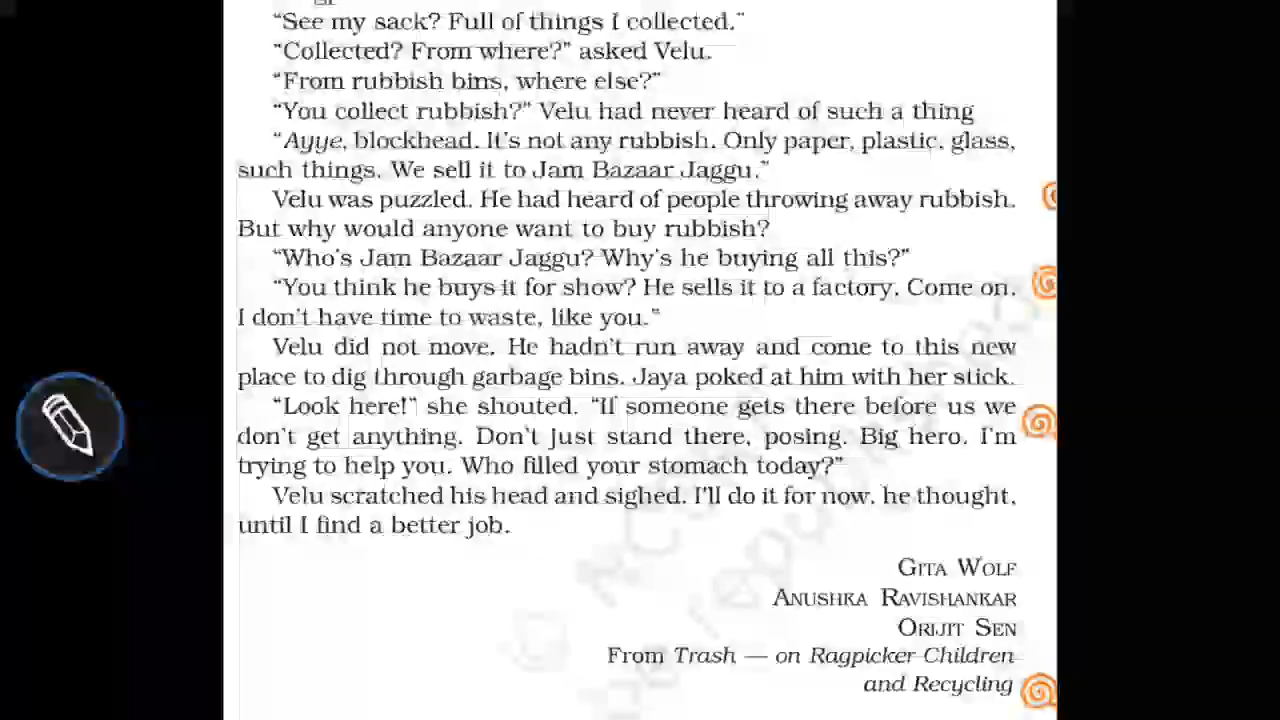 “See my sack? Full of things I collected.”
“Collected? From where?” asked Velu.
“From rubbish bins, where else?”
“You collect rubbish?” Velu had never heard of such a thing
“Ayye, blockhead. It’s not any rubbish. Only paper, plastic, glass,
such things. We sell it to Jam Bazaar Jaggu.”
Velu was puzzled. He had heard of people throwing away rubbish.
But why would anyone want to buy rubbish?
“Who’s Jam Bazaar Jaggu? Why’s he buying all this?”
“You think he buys it for show? He sells it to a factory. Come on,
I don’t have time to waste, like you.”
Velu did not move. He hadn’t run away and come to this new
place to dig through garbage bins. Jaya poked at him with her stick.
“Look here!” she shouted. “If someone gets there before us we
don’t get anything. Don’t just stand there, posing. Big hero. I’m
trying to help you. Who filled your stomach today?”
Velu scratched his head and sighed. I’ll do it for now, he thought,
until I find a better job.
GITA WOLF
ANUSHKA RAVISHANKAR
ORIJIT SEN
From Trash — on Ragpicker Children
and Recycling